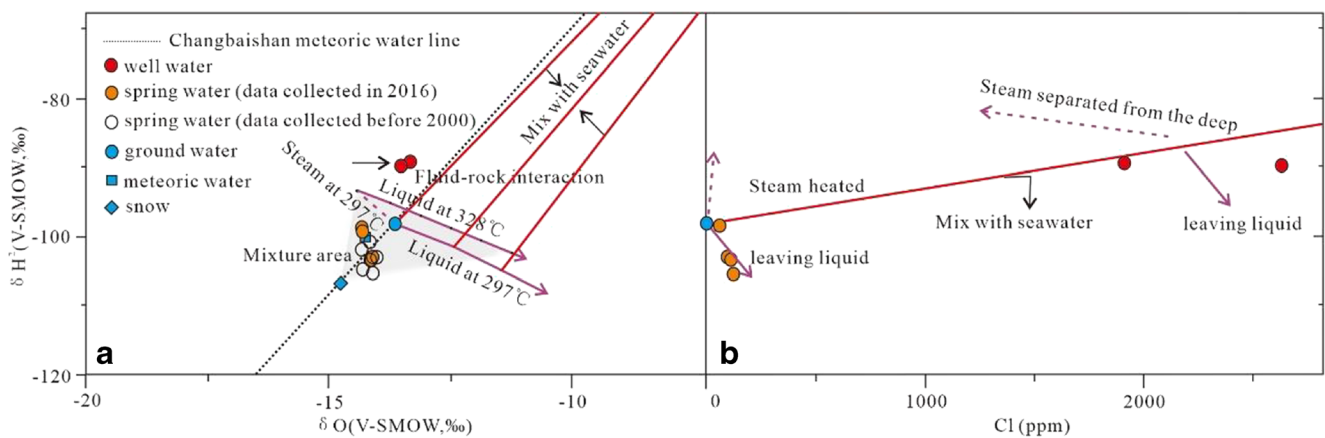 Changbaishan meteoric water line
well water
spring water (data collected in 2016)
spring water (data collected before 2000)
ground water
meteoric water
snow
Mix with seawater
Fluid-rock interaction
Steam at 297℃
Liquid at 328℃
Liquid at 297℃
Mixture area
a
-80
-100
-120
δ H²(V-SMOW,‰)
-20
-15
-10
δ O(V-SMOW,‰)
Steam separated from the deep
Steam heated
Mix with seawater
leaving liquid
leaving liquid
b
0
1000
2000
Cl (ppm)